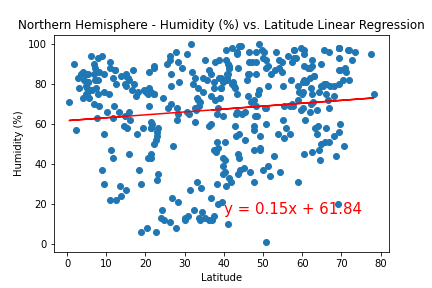 Northern Hemisphere - Humidity (%) vs. Latitude Linear Regression
100
80
60
40
20
0
Humidity (%)
y = 0.15x + 61.84
0 10 20 30 40 50 60 70 80
Latitude